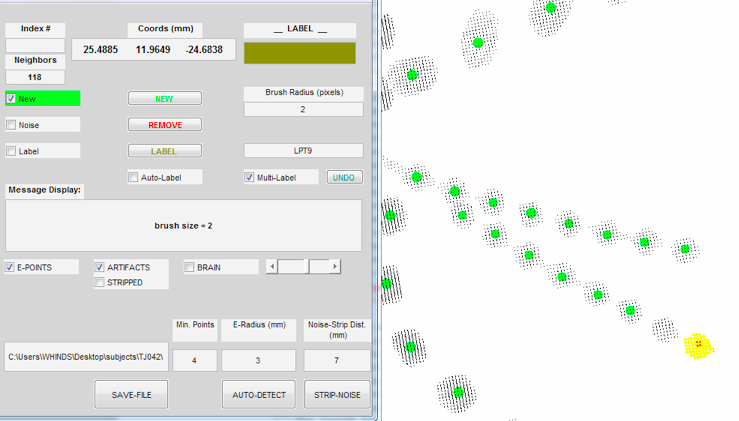 Index #
Coords (mm)
__ LABEL __
25.4885 11.9649 -24.6838
Neighbors
118
New
NEW
Brush Radius (pixels)
2
Noise
REMOVE
Label
LABEL
LPT9
Auto-Label
Multi-Label
UNDO
Message Display:
brush size = 2
E-POINTS
ARTIFACTS
BRAIN
STRIPPED
Min. Points
E-Radius (mm)
Noise-Strip Dist.
(mm)
C:\Users\WHINDS\Desktop\subjects\TJ042\
4
3
7
SAVE-FILE
AUTO-DETECT
STRIP-NOISE